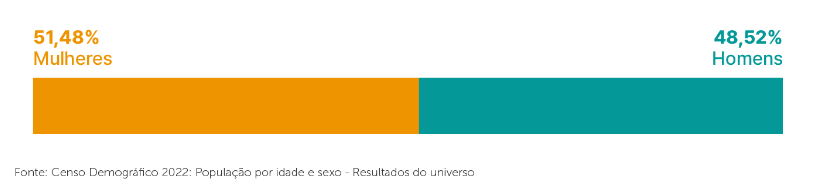 51,48%
Mulheres
48,52%
Homens
Fonte: Censo Demográfico 2022: População por idade e sexo - Resultados do universo